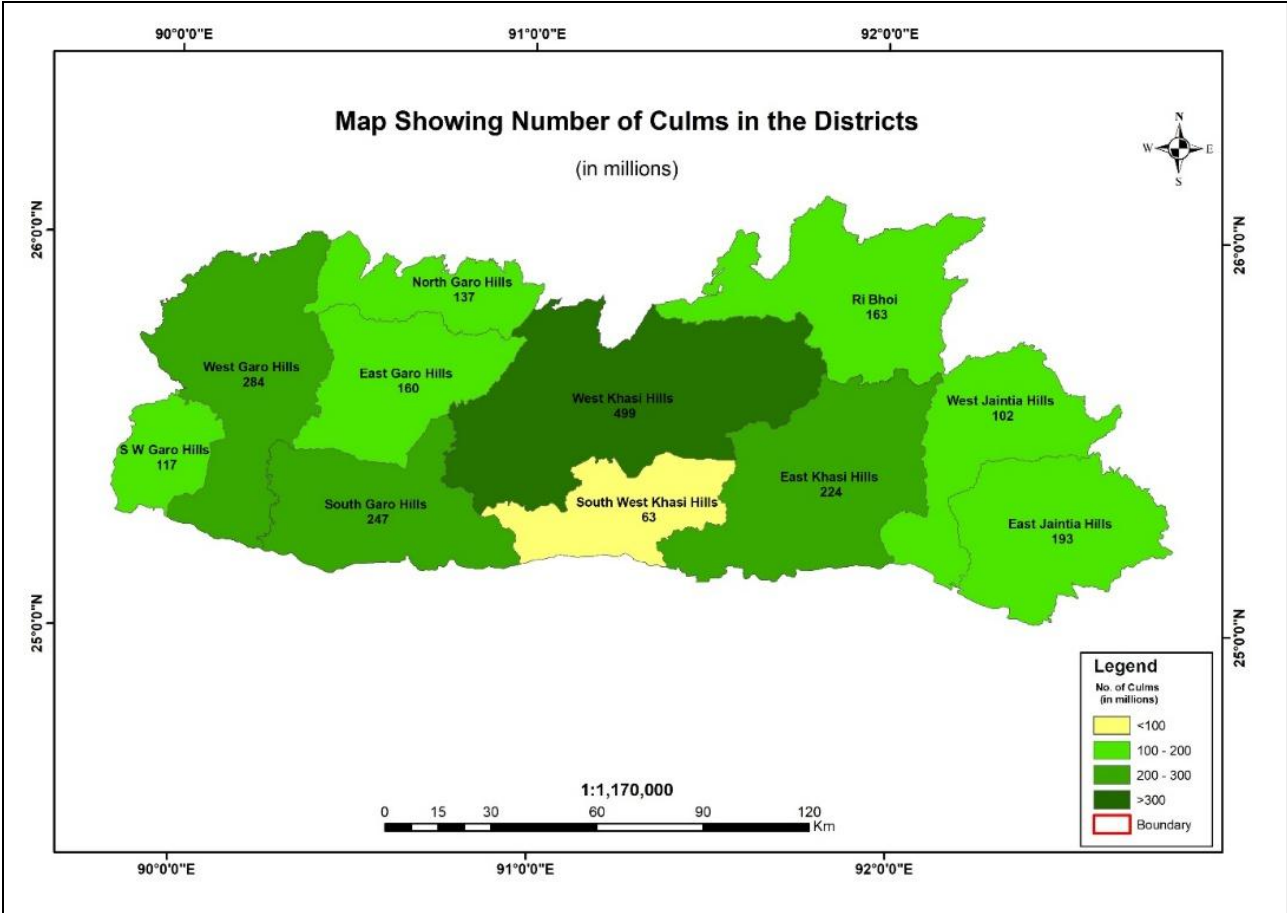 90°0'0"E 91°0'0"E 92°0'0"E
Map Showing Number of Culms in the Districts
(in millions)
N
W E
S
26°0'0"N 26°0'0"N
North Garo Hills
137
Ri Bhoi
163
West Garo Hills
284
East Garo Hills
160
West Khasi Hills
499
West Jaintia Hills
102
S W Garo Hills
117
East Khasi Hills
224
South Garo Hills
247
South West Khasi Hills
63
East Jaintia Hills
193
25°0'0"N 25°0'0"N
Legend
No. of Culms
(in millions)
<100
100 - 200
200 - 300
>300
Boundary
1:1,170,000
0 15 30 60 90 120
Km
90°0'0"E 91°0'0"E 92°0'0"E